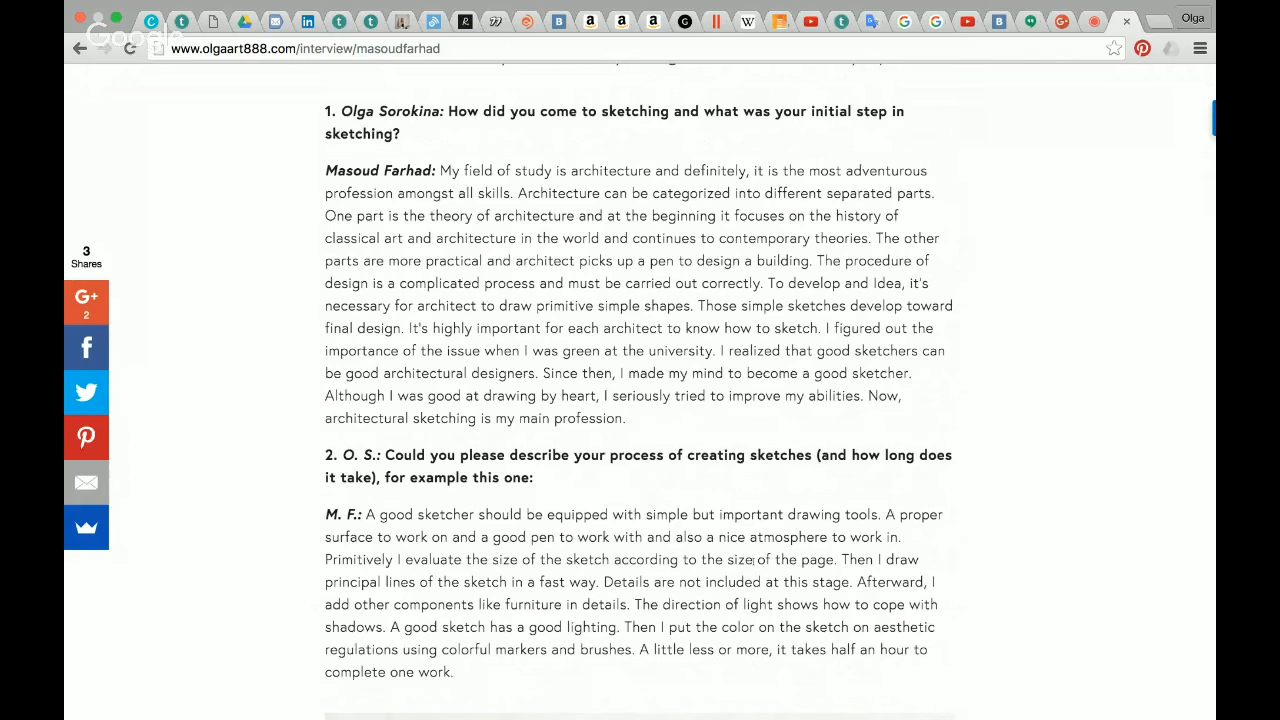 Olga
Google
www.olgaart888.com/interview/masoudfarhad
1. Olga Sorokina: How did you come to sketching and what was your initial step in
sketching?
Masoud Farhad: My field of study is architecture and definitely, it is the most adventurous
profession amongst all skills. Architecture can be categorized into different separated parts.
One part is the theory of architecture and at the beginning it focuses on the history of
classical art and architecture in the world and continues to contemporary theories. The other
parts are more practical and architect picks up a pen to design a building. The procedure of
design is a complicated process and must be carried out correctly. To develop and Idea, it's
necessary for architect to draw primitive simple shapes. Those simple sketches develop toward
final design. It's highly important for each architect to know how to sketch. I figured out the
importance of the issue when I was green at the university. I realized that good sketchers can
be good architectural designers. Since then, I made my mind to become a good sketcher.
Although I was good at drawing by heart, I seriously tried to improve my abilities. Now,
architectural sketching is my main profession.
3
Shares
G+
2
2. O. S.: Could you please describe your process of creating sketches (and how long does
it take), for example this one:
M. F.: A good sketcher should be equipped with simple but important drawing tools. A proper
surface to work on and a good pen to work with and also a nice atmosphere to work in.
Primitively I evaluate the size of the sketch according to the size of the page. Then I draw
principal lines of the sketch in a fast way. Details are not included at this stage. Afterward, I
add other components like furniture in details. The direction of light shows how to cope with
shadows. A good sketch has a good lighting. Then I put the color on the sketch on aesthetic
regulations using colorful markers and brushes. A little less or more, it takes half an hour to
complete one work.